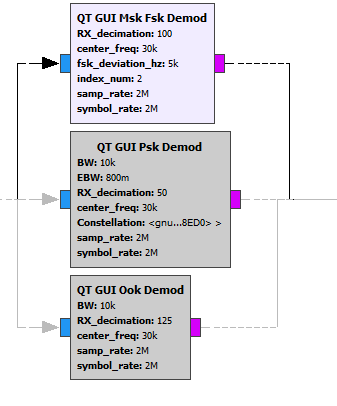 QT GUI Msk Fsk Demod
RX_decimation: 100
center_freq: 30k
fsk_deviation_hz: 5k
index_num: 2
samp_rate: 2M
symbol_rate: 2M
QT GUI Psk Demod
BW: 10k
EBW: 800m
RX_decimation: 50
center_freq: 30k
Constellation: <gnu...8ED0> >
samp_rate: 2M
symbol_rate: 2M
QT GUI Ook Demod
BW: 10k
RX_decimation: 125
center_freq: 30k
samp_rate: 2M
symbol_rate: 2M